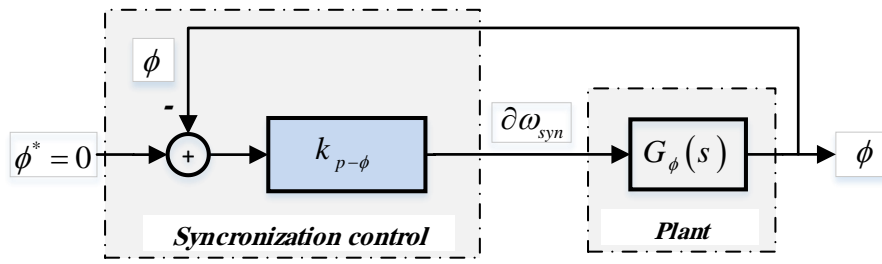 ϕ
-
ϕ* = 0
+
k_{p-ϕ}
∂ω_{syn}
G_ϕ(s)
ϕ
Syncronization control
Plant